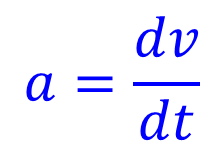 a = dv/dt